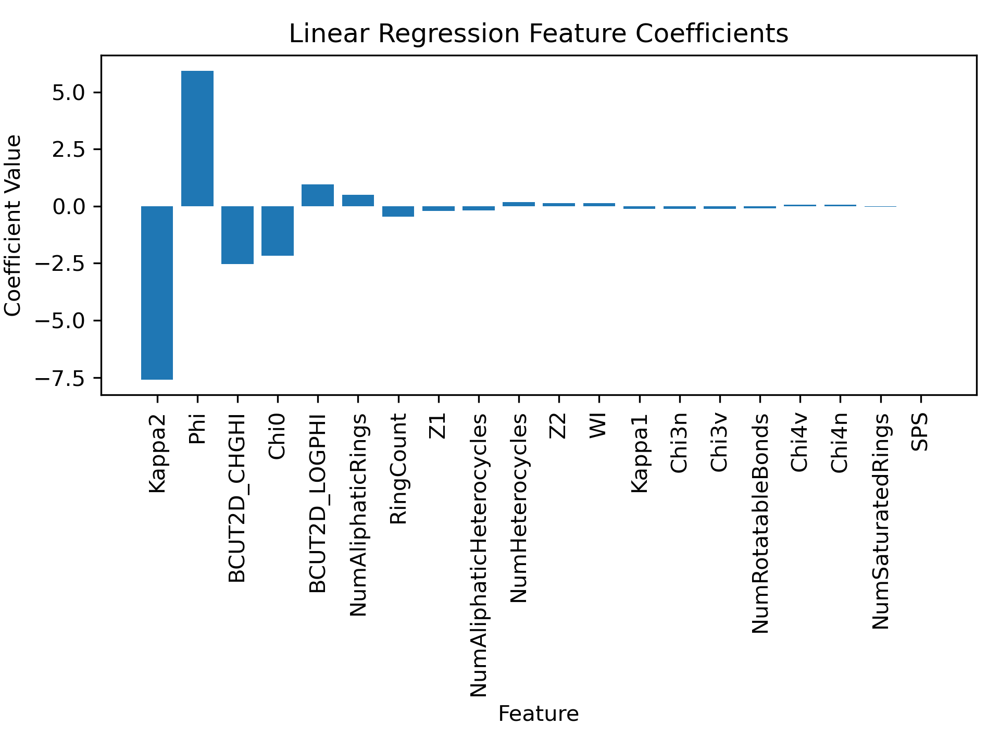 Linear Regression Feature Coefficients
Coefficient Value
5.0
2.5
0.0
−2.5
−5.0
−7.5
Kappa2
Phi
BCUT2D_CHGHI
Chi0
BCUT2D_LOGPHI
NumAliphaticRings
RingCount
Z1
NumAliphaticHeterocycles
NumHeterocycles
Z2
WI
Kappa1
Chi3n
Chi3v
NumRotatableBonds
Chi4v
Chi4n
NumSaturatedRings
SPS
Feature